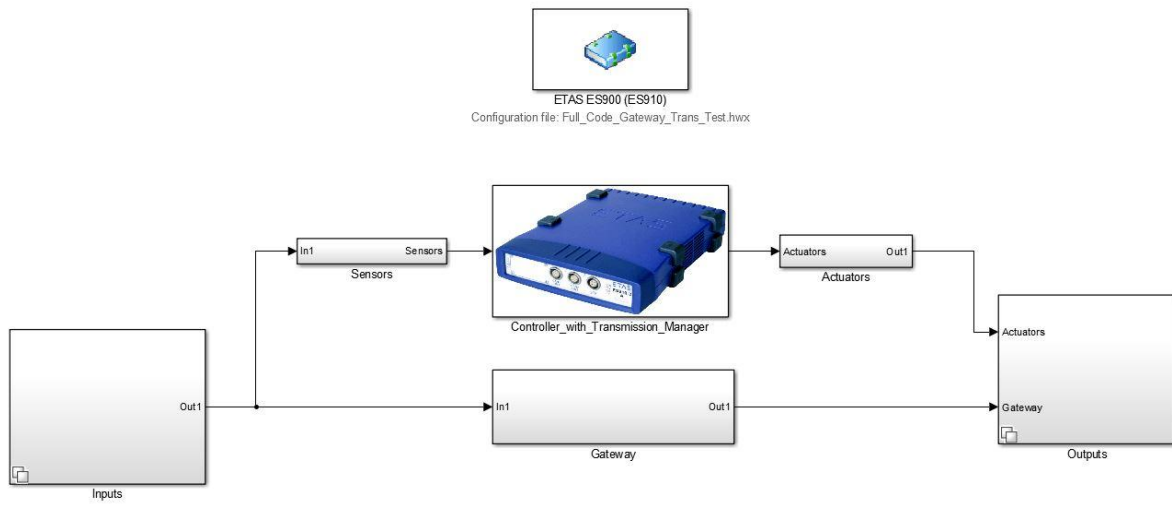 ETAS ES900 (ES910)
Configuration file: Full_Code_Gateway_Trans_Test.hwx
In1
Sensors
Sensors
ETAS
Controller_with_Transmission_Manager
Actuators
Out1
Actuators
Out1
Inputs
In1
Out1
Gateway
Actuators
Gateway
Outputs